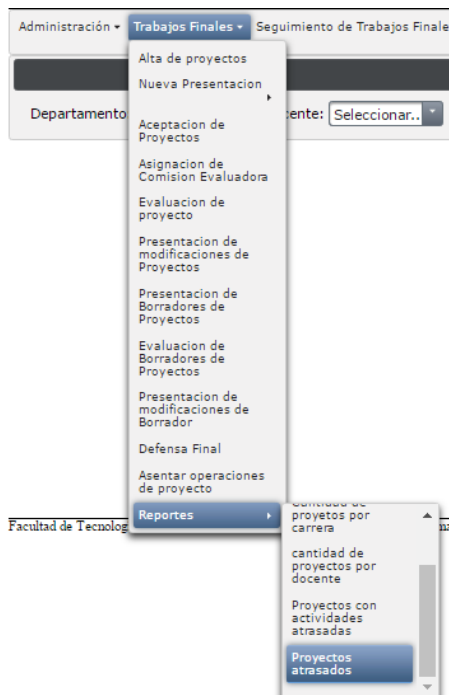 Administración
Trabajos Finales
Seguimiento de Trabajos Finale
Alta de proyectos
Nueva Presentacion
Departamento
cente:
Seleccionar..
Aceptacion de
Proyectos
Asignacion de
Comision Evaluadora
Evaluacion de
proyecto
Presentacion de
modificaciones de
Proyectos
Presentacion de
Borradores de
Proyectos
Evaluacion de
Borradores de
Proyectos
Presentacion de
modificaciones de
Borrador
Defensa Final
Asentar operaciones
de proyecto
Reportes
Facultad de Tecnolog
Cantidad de
proyetos por
carrera
cantidad de
proyectos por
docente
Proyectos con
actividades
atrasadas
Proyectos
atrasados